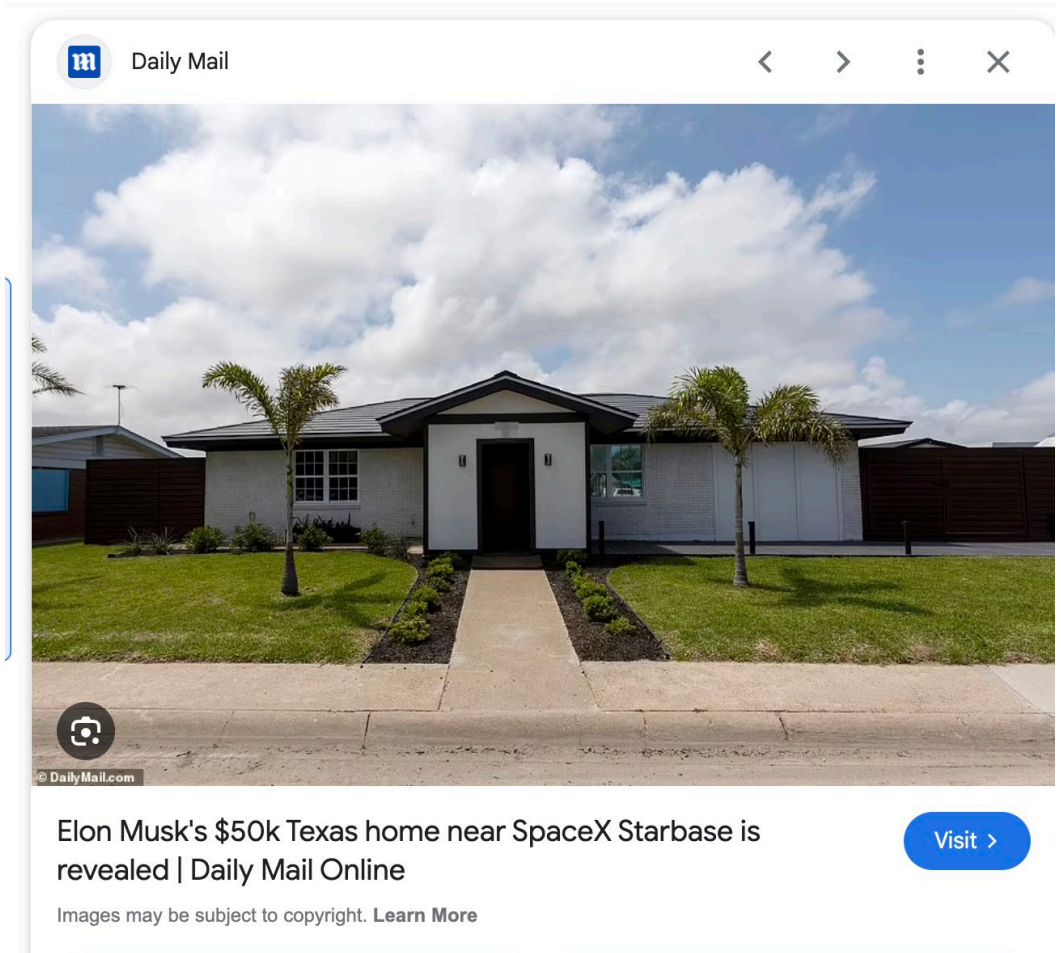 Daily Mail
© DailyMail.com
Elon Musk's $50k Texas home near SpaceX Starbase is
revealed | Daily Mail Online
Visit >
Images may be subject to copyright. Learn More